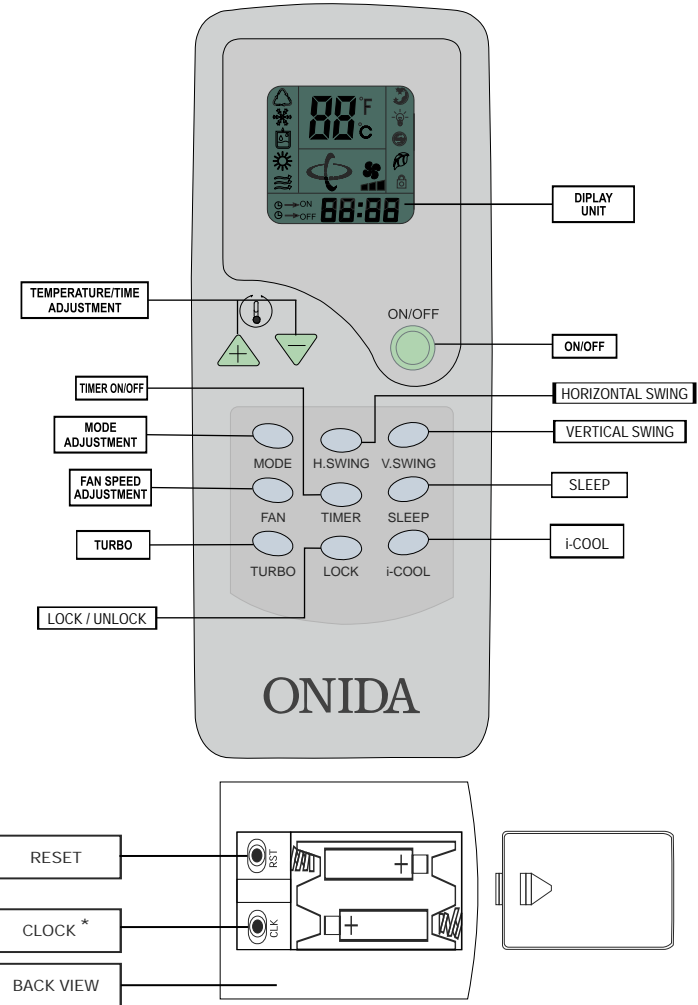 88 °F
°C
→ ON
→ OFF 88:88
DIPLAY
UNIT
TEMPERATURE/TIME
ADJUSTMENT
ON/OFF
+ −
ON/OFF
TIMER ON/OFF
HORIZONTAL SWING
MODE
ADJUSTMENT
VERTICAL SWING
MODE H.SWING V.SWING
FAN SPEED
ADJUSTMENT
SLEEP
FAN TIMER SLEEP
TURBO
i-COOL
TURBO LOCK i-COOL
LOCK / UNLOCK
ONIDA
RESET
RST
+
CLOCK *
CLK
+
BACK VIEW